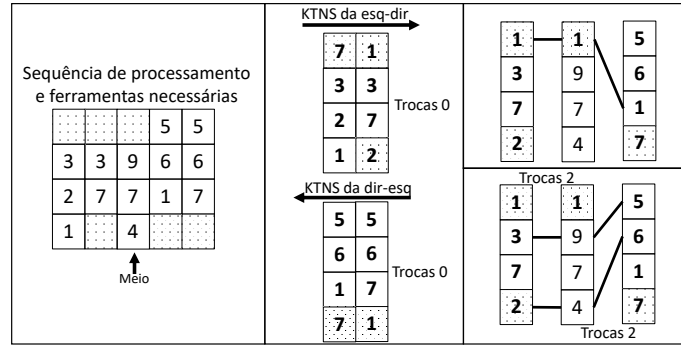 Sequência de processamento
e ferramentas necessárias
5 5
3 3 9 6 6
2 7 7 1 7
1 4
Meio
KTNS da esq-dir
7 1
3 3
2 7
1 2
Trocas 0
KTNS da dir-esq
5 5
6 6
1 7
7 1
Trocas 0
1 1 5
3 9 6
7 7 1
2 4 7
Trocas 2
1 1 5
3 9 6
7 7 1
2 4 7
Trocas 2